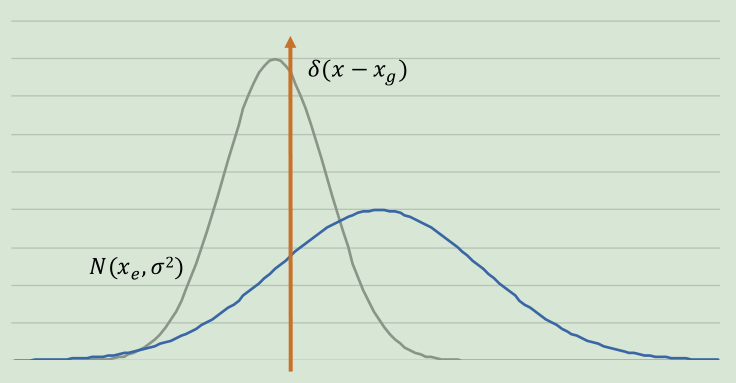 δ(x − x_g)
N(x_e, σ²)